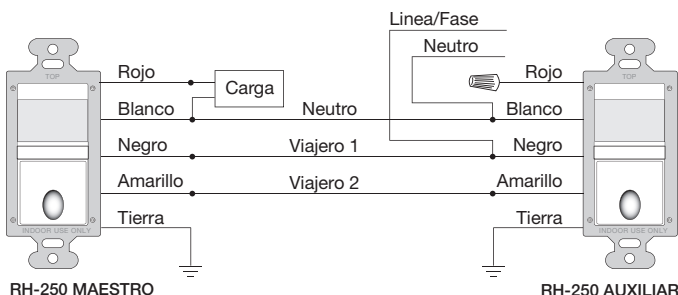 Linea/Fase
Neutro
TOP
TOP
Rojo
Carga
Rojo
Blanco
Neutro
Blanco
Negro
Viajero 1
Negro
Amarillo
Viajero 2
Amarillo
Tierra
Tierra
INDOOR USE ONLY
INDOOR USE ONLY
RH-250 MAESTRO
RH-250 AUXILIAR